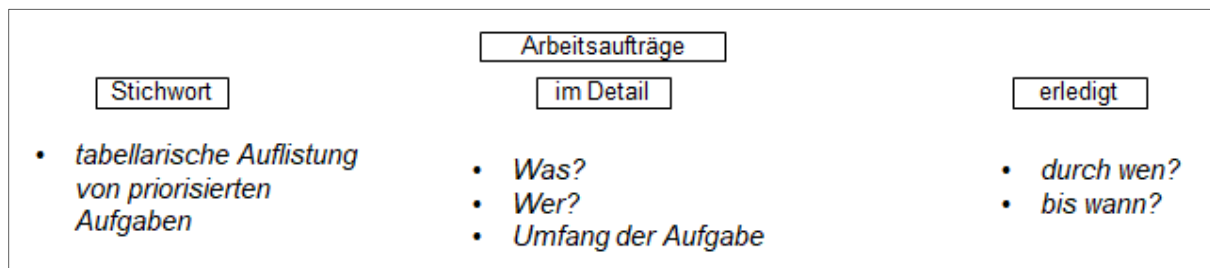 Arbeitsaufträge
Stichwort
im Detail
erledigt
• tabellarische Auflistung
von priorisierten
Aufgaben
• Was?
• Wer?
• Umfang der Aufgabe
• durch wen?
• bis wann?